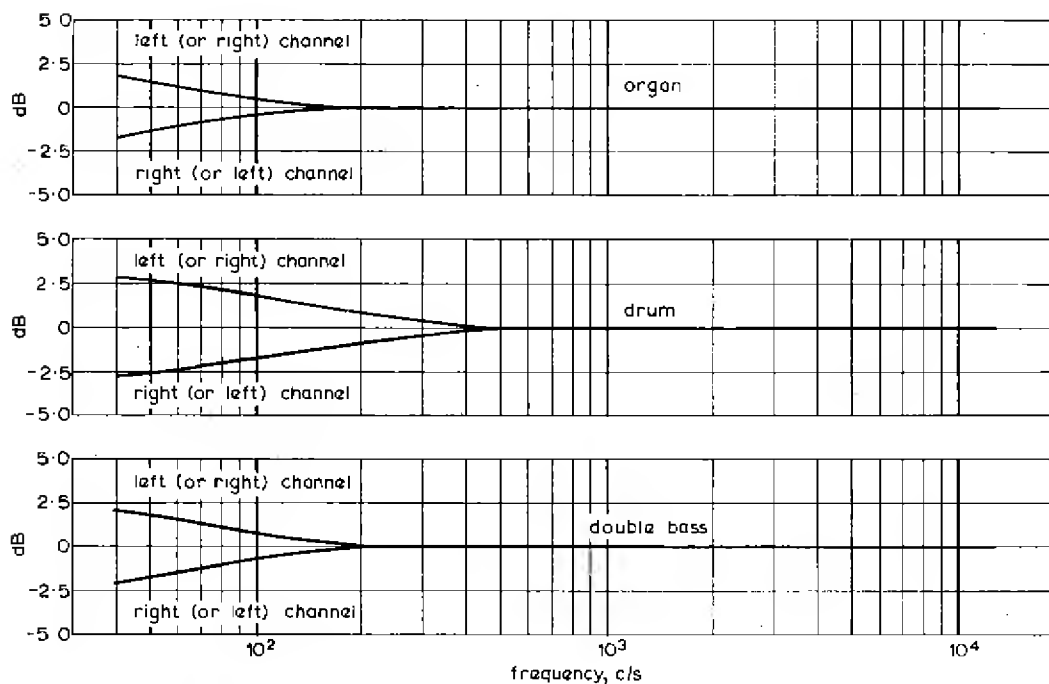 5·0
2·5
0
-2·5
-5·0
dB
left (or right) channel
right (or left) channel
organ
5·0
2·5
0
-2·5
-5·0
dB
left (or right) channel
right (or left) channel
drum
5·0
2·5
0
-2·5
-5 0
dB
left (or right) channel
right (or left) channel
double bass
10²
10³
10⁴
frequency, c/s